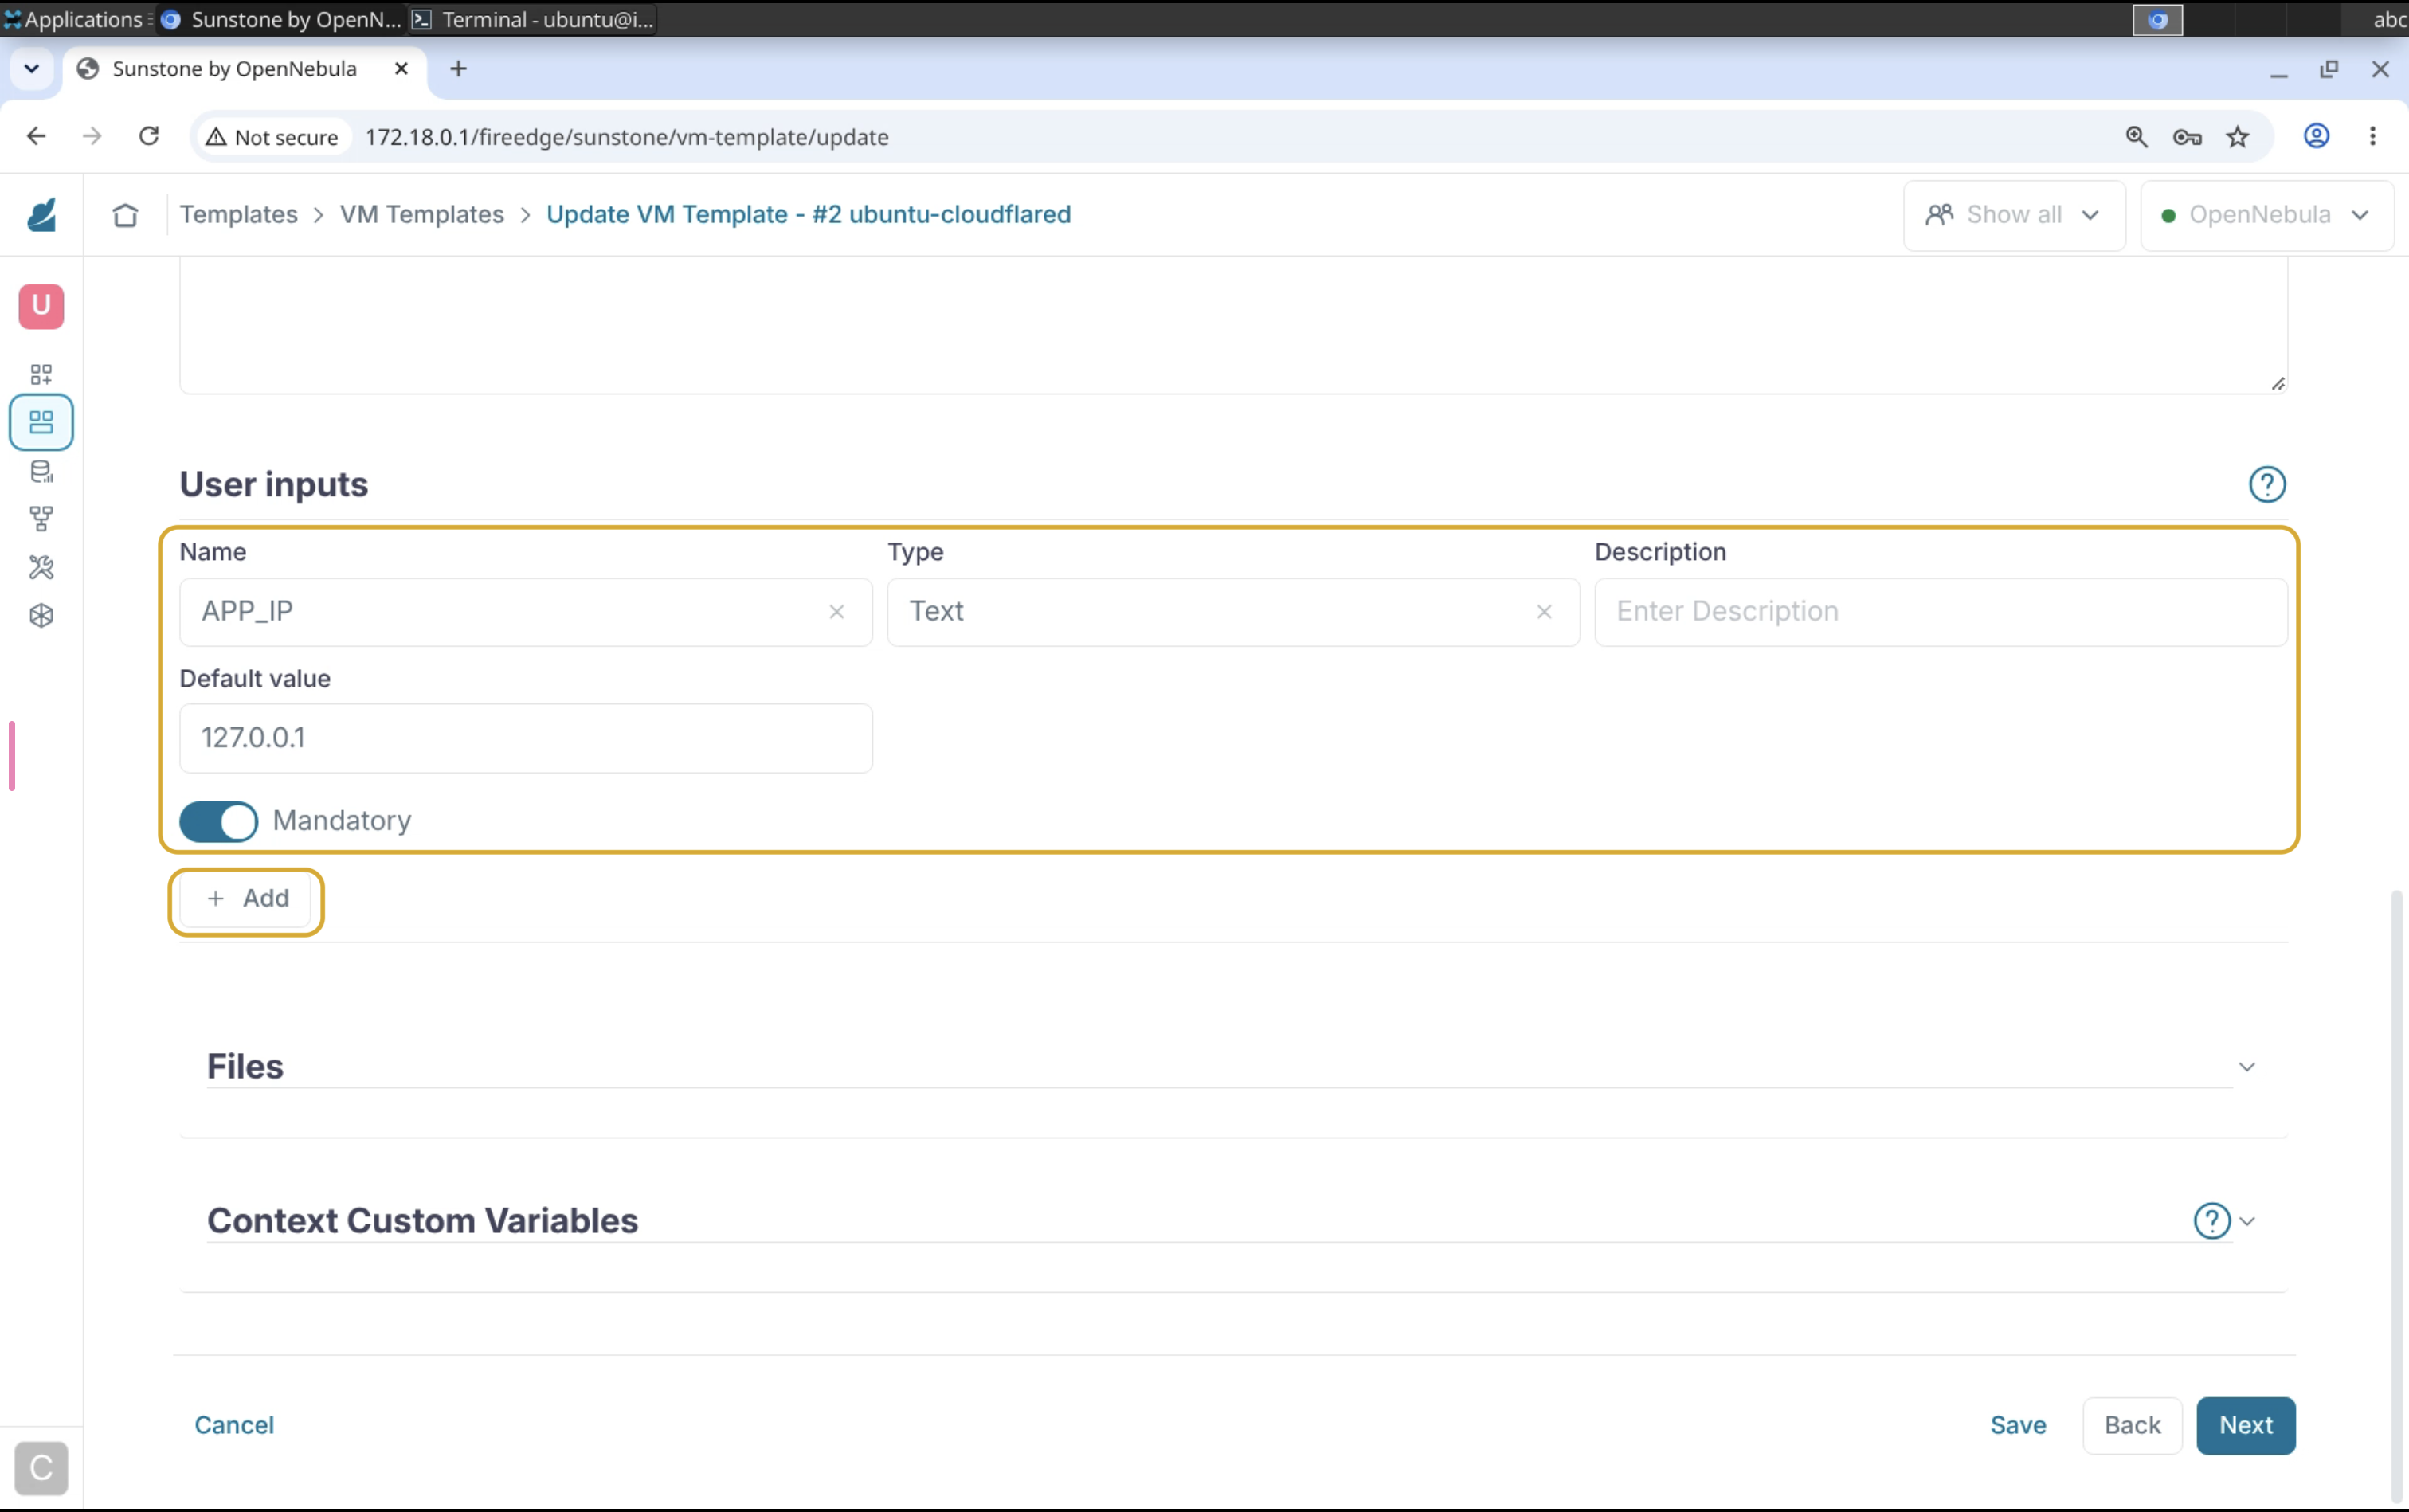 Applications
Sunstone by OpenN...
Terminal - ubuntu@i...
abc
Sunstone by OpenNebula
Not secure
172.18.0.1/fireedge/sunstone/vm-template/update
Templates > VM Templates > Update VM Template - #2 ubuntu-cloudflared
Show all
OpenNebula
U
User inputs
Name
Type
Description
APP_IP
Text
Enter Description
Default value
127.0.0.1
Mandatory
+ Add
Files
Context Custom Variables
Cancel
Save
Back
Next
C